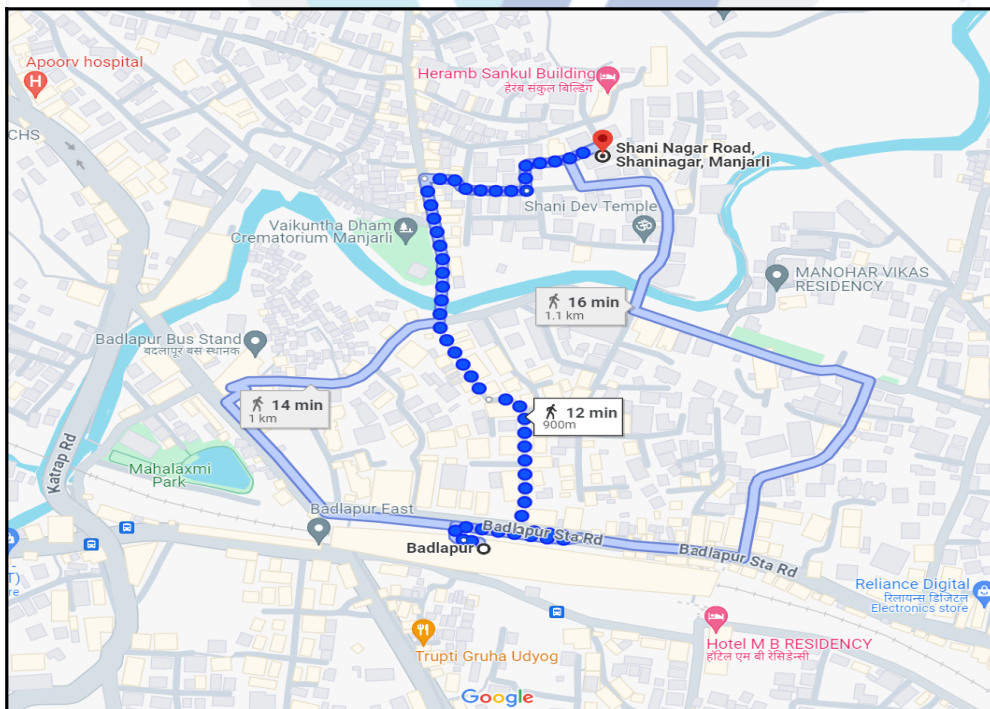 Apoorv hospital
Heramb Sankul Building
हेरंब संकुल बिल्डिंग
CHS
Shani Nagar Road,
Shaninagar, Manjarli
Shani Dev Temple
Vaikuntha Dham
Crematorium Manjarli
MANOHAR VIKAS
RESIDENCY
16 min
1.1 km
Badlapur Bus Stand
बदलापूर बस स्थानक
14 min
1 km
12 min
900m
Katrap Rd
Mahalaxmi
Park
Badlapur East
Badlapur Sta Rd
Badlapur
Badlapur Sta Rd
T)
re
Reliance Digital
रिलायन्स डिजिटल
Electronics store
Trupti Gruha Udyog
Hotel M B RESIDENCY
हॉटेल एम बी रेसिडेन्सी
Google